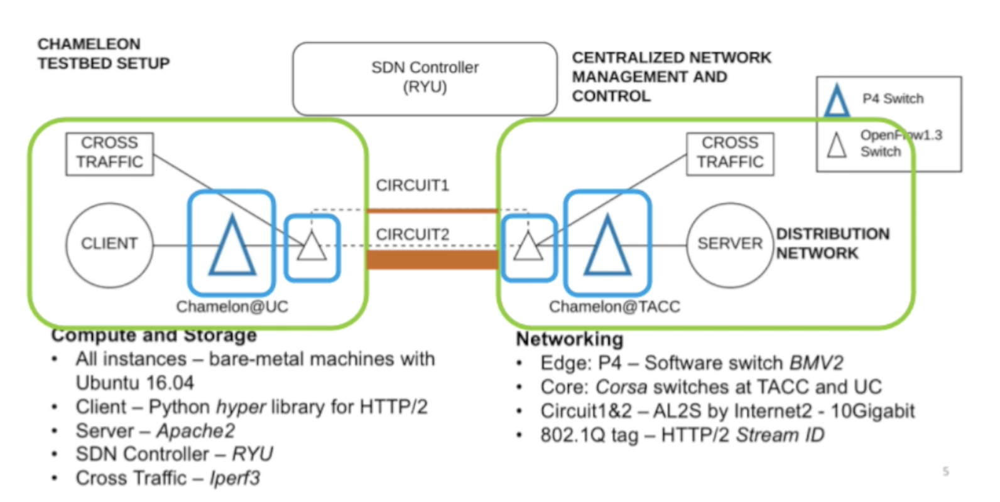 CHAMELEON
TESTBED SETUP
SDN Controller
(RYU)
CENTRALIZED NETWORK
MANAGEMENT AND
CONTROL
P4 Switch
OpenFlow1.3
Switch
CROSS
TRAFFIC
CROSS
TRAFFIC
CIRCUIT1
CIRCUIT2
CLIENT
SERVER
DISTRIBUTION
NETWORK
Chamelon@UC
Chamelon@TACC
Compute and Storage
• All instances – bare-metal machines with
Ubuntu 16.04
• Client – Python hyper library for HTTP/2
• Server – Apache2
• SDN Controller – RYU
• Cross Traffic – Iperf3
Networking
• Edge: P4 – Software switch BMV2
• Core: Corsa switches at TACC and UC
• Circuit1&2 – AL2S by Internet2 - 10Gigabit
• 802.1Q tag – HTTP/2 Stream ID
5